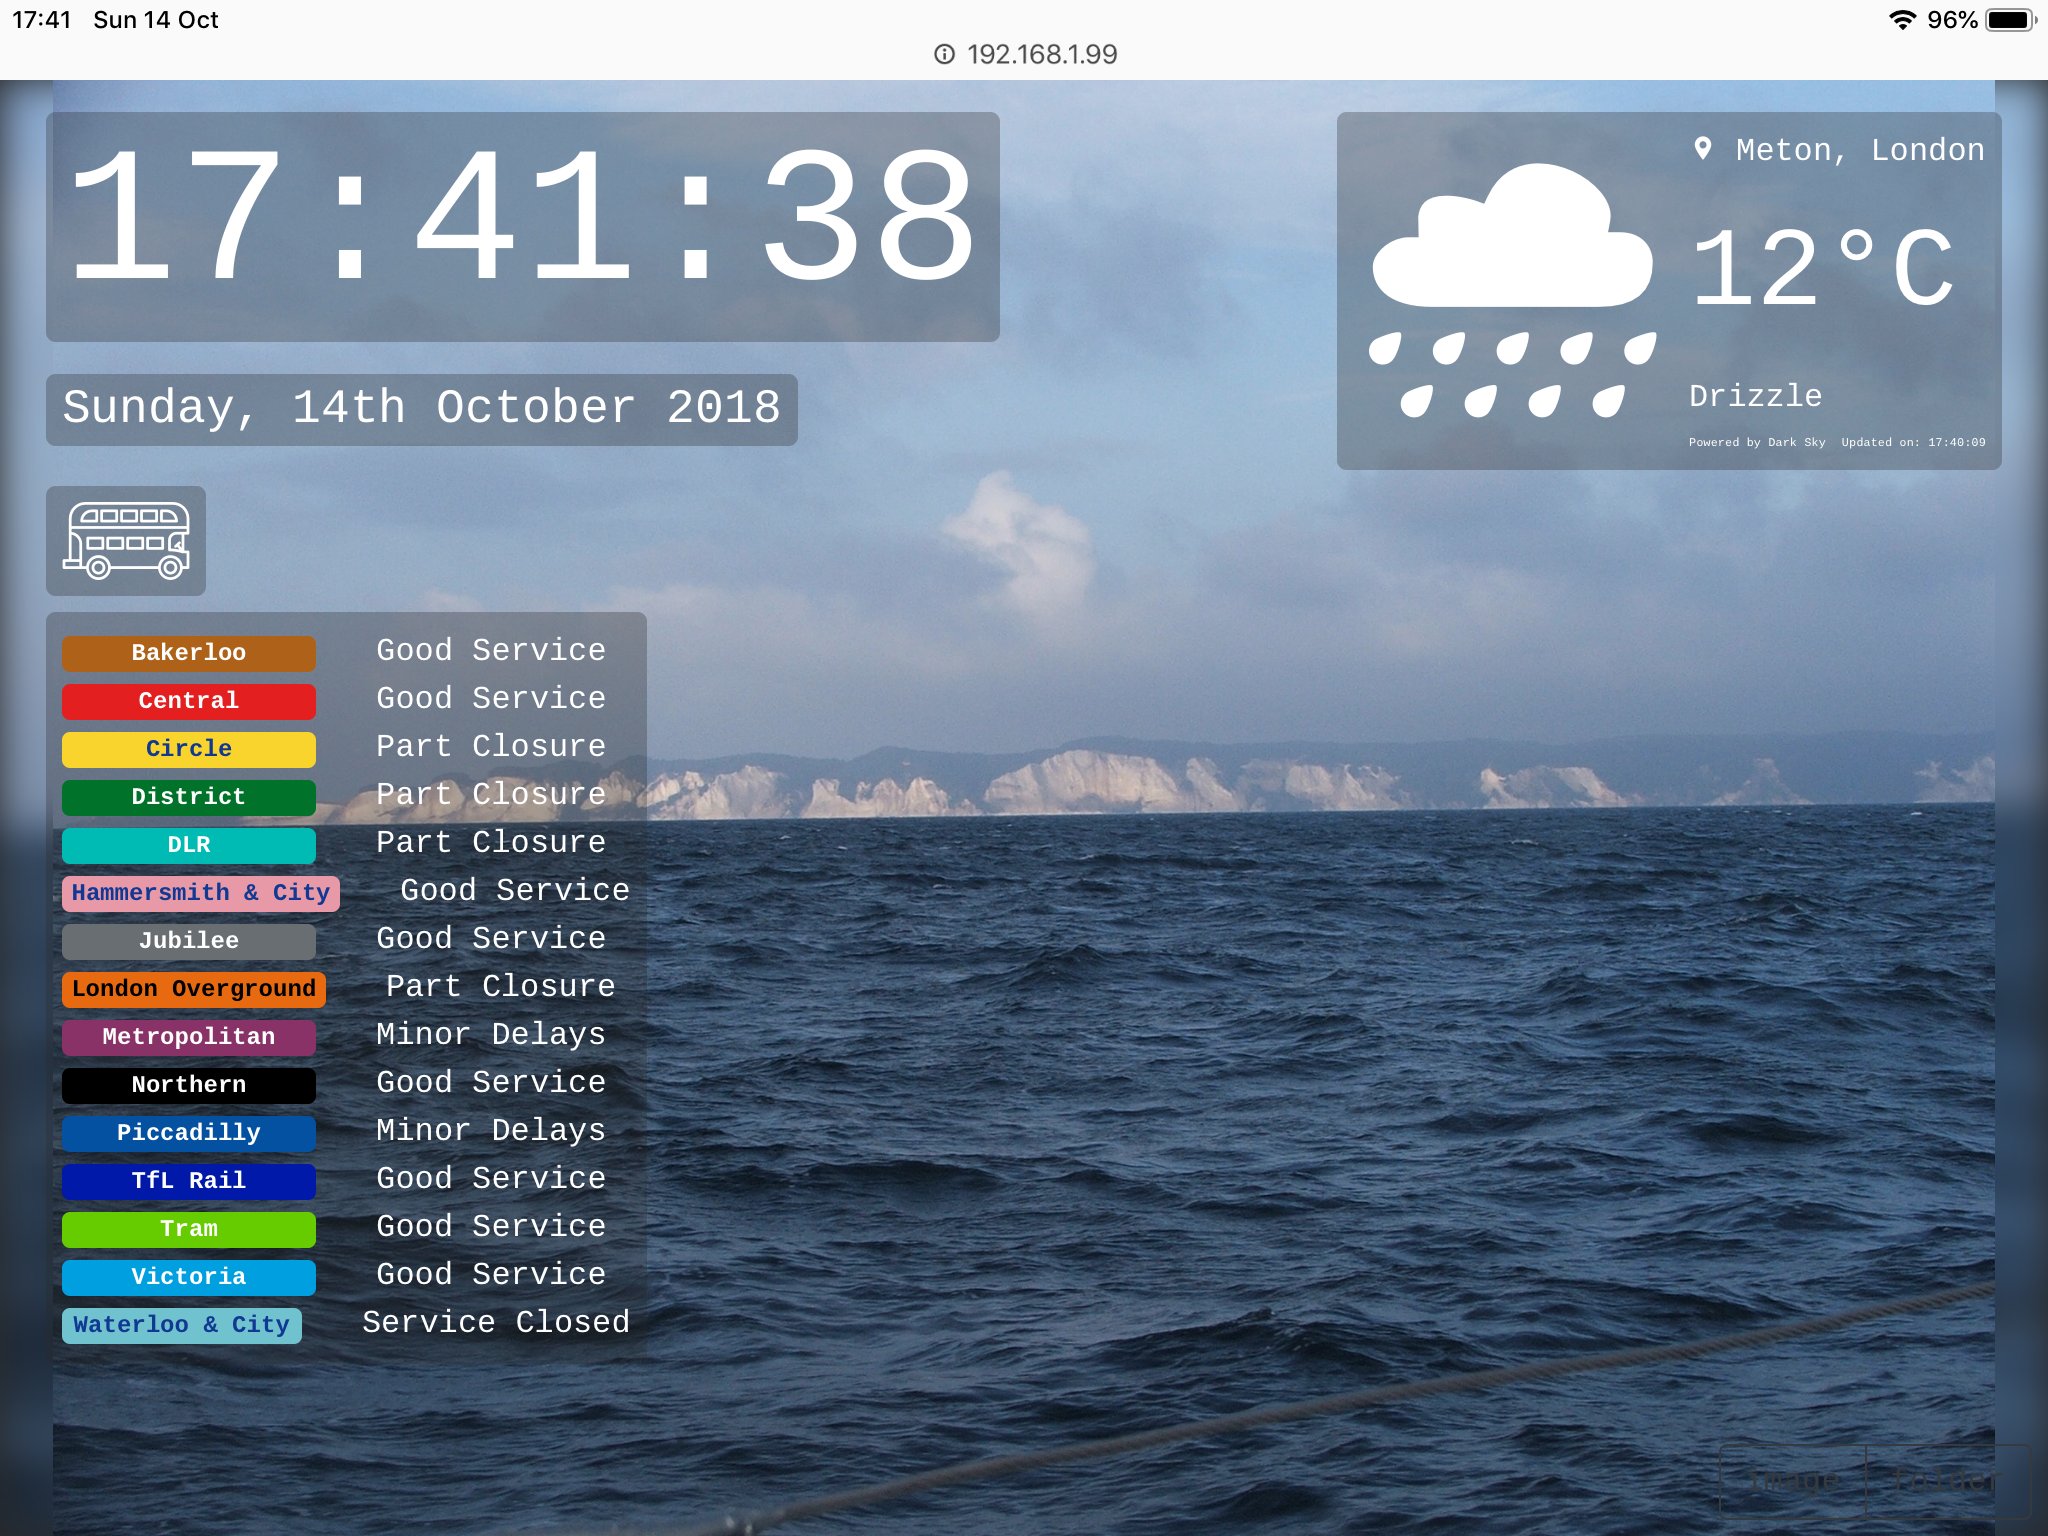 17:41 Sun 14 Oct 96%
192.168.1.99
17:41:38
Meton, London
12°C
Drizzle
Powered by Dark Sky Updated on: 17:40:09
Sunday, 14th October 2018
Bakerloo Good Service
Central Good Service
Circle Part Closure
District Part Closure
DLR Part Closure
Hammersmith & City Good Service
Jubilee Good Service
London Overground Part Closure
Metropolitan Minor Delays
Northern Good Service
Piccadilly Minor Delays
TfL Rail Good Service
Tram Good Service
Victoria Good Service
Waterloo & City Service Closed
image folder